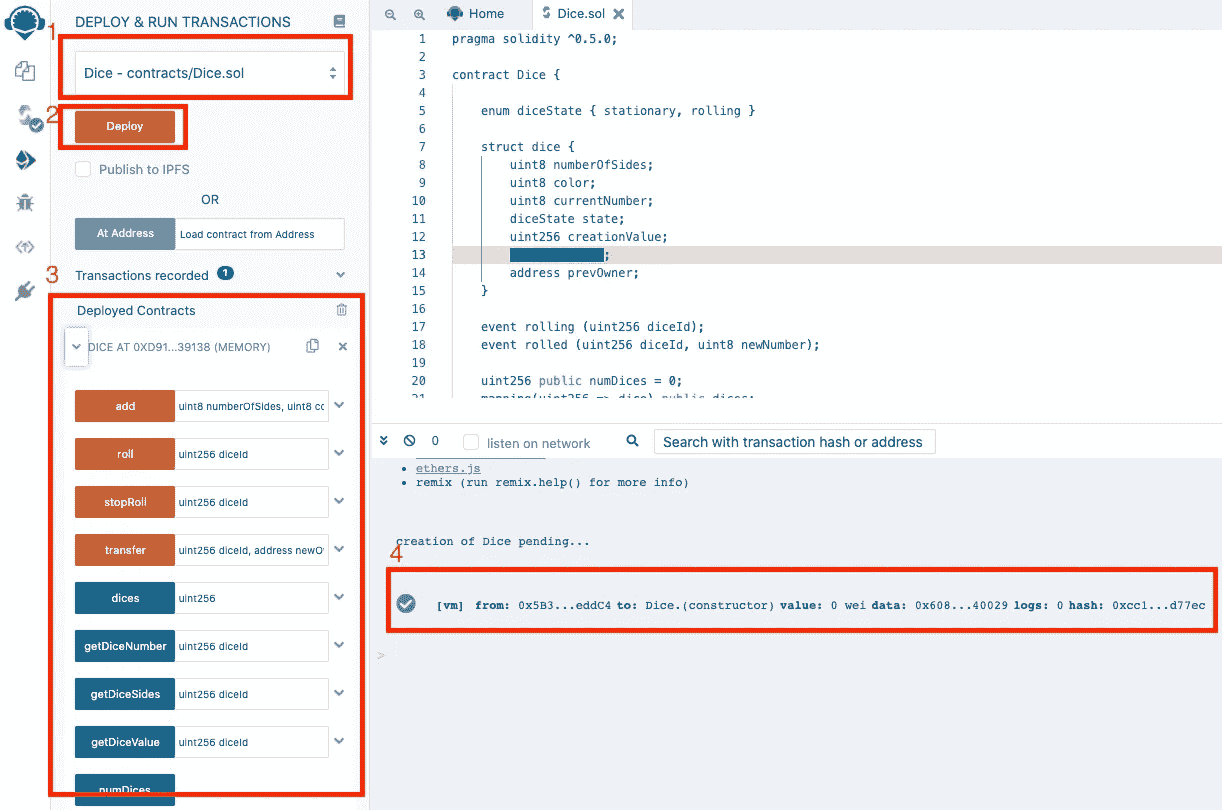 DEPLOY & RUN TRANSACTIONS
1
Dice - contracts/Dice.sol
2
Deploy
Publish to IPFS
OR
At Address
Load contract from Address
3
Transactions recorded 1
Deployed Contracts
DICE AT 0XD91...39138 (MEMORY)
add
uint8 numberOfSides, uint8 co
roll
uint256 diceId
stopRoll
uint256 diceId
transfer
uint256 diceId, address newO
dices
uint256
getDiceNumber
uint256 diceId
getDiceSides
uint256 diceId
getDiceValue
uint256 diceId
numDices
Home
Dice.sol
1 pragma solidity ^0.5.0;
2
3 contract Dice {
4
5 enum diceState { stationary, rolling }
6
7 struct dice {
8 uint8 numberOfSides;
9 uint8 color;
10 uint8 currentNumber;
11 diceState state;
12 uint256 creationValue;
13 ;
14 address prevOwner;
15 }
16
17 event rolling (uint256 diceId);
18 event rolled (uint256 diceId, uint8 newNumber);
19
20 uint256 public numDices = 0;
21 mapping(uint256 => dice) public dices;
0
listen on network
Search with transaction hash or address
ethers.js
remix (run remix.help() for more info)
creation of Dice pending...
4
[vm] from: 0x5B3...eddC4 to: Dice.(constructor) value: 0 wei data: 0x608...40029 logs: 0 hash: 0xcc1...d77ec
>